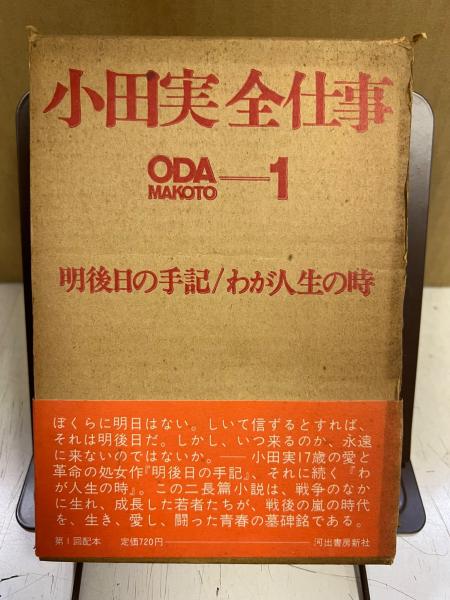 小田実 全仕事
ODA
MAKOTO—1
明後日の手記/わが人生の時
ぼくらに明日はない。しいて信ずるとすれば、
それは明後日だ。しかし、いつ来るのか、永遠
に来ないのではないか。——小田実17歳の愛と
革命の処女作『明後日の手記』、それに続く『わ
が人生の時』。この二長篇小説は、戦争のなか
に生れ、成長した若者たちが、戦後の嵐の時代
を、生き、愛し、闘った青春の墓碑銘である。
第1回配本 定価720円——河出書房新社